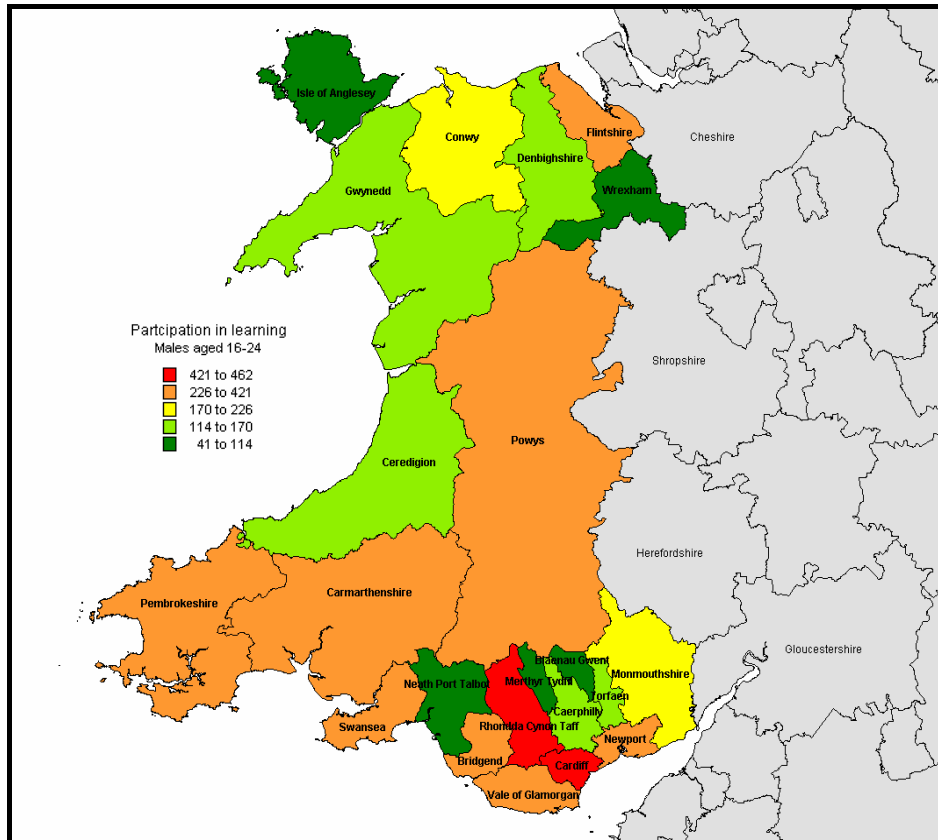 Isle of Anglesey
Conwy
Flintshire
Cheshire
Denbighshire
Gwynedd
Wrexham
Partcipation in learning
Males aged 16-24
421 to 462
226 to 421
170 to 226
114 to 170
41 to 114
Shropshire
Powys
Ceredigion
Herefordshire
Carmarthenshire
Pembrokeshire
Gloucestershire
Blaenau Gwent
Monmouthshire
Merthyr Tydfil
Neath Port Talbot
Torfaen
Caerphilly
Swansea
Rhondda Cynon Taff
Newport
Bridgend
Cardiff
Vale of Glamorgan